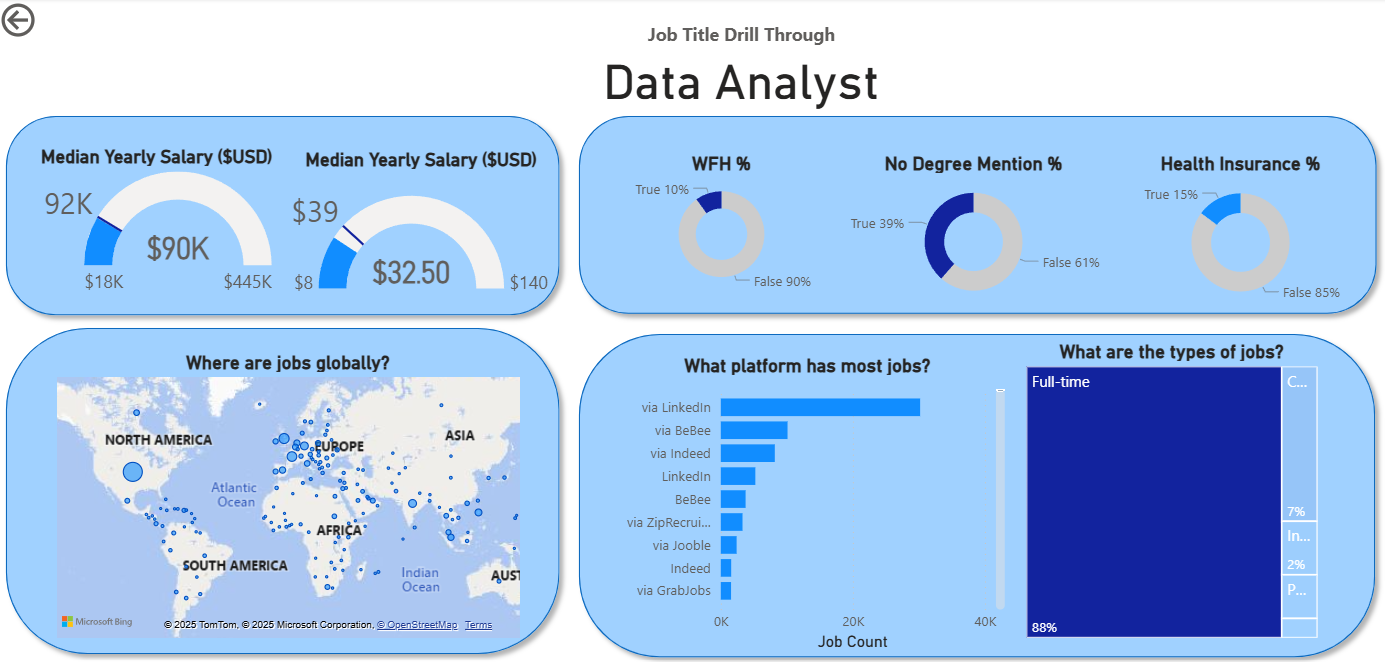 Job Title Drill Through
Data Analyst
Median Yearly Salary ($USD)
92K
$90K
$18K
$445K
Median Yearly Salary ($USD)
$39
$32.50
$8
$140
WFH %
True 10%
False 90%
No Degree Mention %
True 39%
False 61%
Health Insurance %
True 15%
False 85%
Where are jobs globally?
NORTH AMERICA
EUROPE
ASIA
Atlantic
Ocean
AFRICA
SOUTH AMERICA
Indian
Ocean
AUST
Microsoft Bing
© 2025 TomTom, © 2025 Microsoft Corporation, © OpenStreetMap Terms
What platform has most jobs?
via LinkedIn
via BeBee
via Indeed
LinkedIn
BeBee
via ZipRecrui...
via Jooble
Indeed
via GrabJobs
0K
20K
40K
Job Count
What are the types of jobs?
Full-time
88%
C...
7%
In...
2%
P...